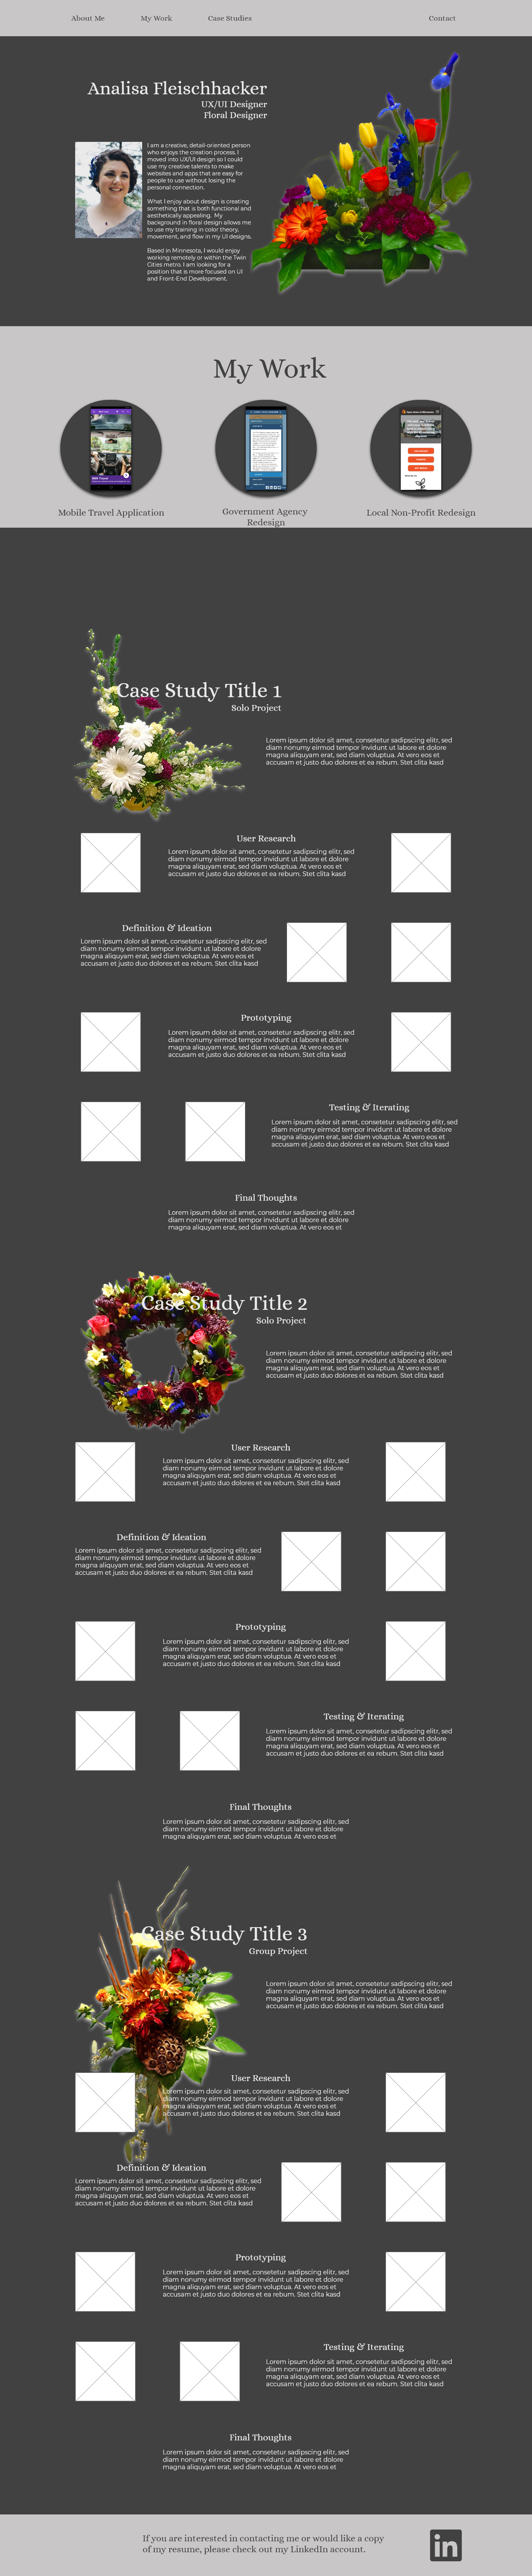 About Me
My Work
Case Studies
Contact
Analisa Fleischhacker
UX/UI Designer
Floral Designer
I am a creative, detail-oriented person
who enjoys the creation process. I
moved into UX/UI design so I could
use my creative talents to make
websites and apps that are easy for
people to use without losing the
personal connection.
What I enjoy about design is creating
something that is both functional and
aesthetically appealing. My
background in floral design allows me
to use my training in color theory,
movement, and flow in my UI designs.
Based in Minnesota, I would enjoy
working remotely or within the Twin
Cities metro. I am looking for a
position that is more focused on UI
and Front-End Development.
My Work
Mobile Travel Application
Government Agency
Redesign
Local Non-Profit Redesign
Case Study Title 1
Solo Project
Lorem ipsum dolor sit amet, consetetur sadipscing elitr, sed
diam nonumy eirmod tempor invidunt ut labore et dolore
magna aliquyam erat, sed diam voluptua. At vero eos et
accusam et justo duo dolores et ea rebum. Stet clita kasd
User Research
Lorem ipsum dolor sit amet, consetetur sadipscing elitr, sed
diam nonumy eirmod tempor invidunt ut labore et dolore
magna aliquyam erat, sed diam voluptua. At vero eos et
accusam et justo duo dolores et ea rebum. Stet clita kasd
Definition & Ideation
Lorem ipsum dolor sit amet, consetetur sadipscing elitr, sed
diam nonumy eirmod tempor invidunt ut labore et dolore
magna aliquyam erat, sed diam voluptua. At vero eos et
accusam et justo duo dolores et ea rebum. Stet clita kasd
Prototyping
Lorem ipsum dolor sit amet, consetetur sadipscing elitr, sed
diam nonumy eirmod tempor invidunt ut labore et dolore
magna aliquyam erat, sed diam voluptua. At vero eos et
accusam et justo duo dolores et ea rebum. Stet clita kasd
Testing & Iterating
Lorem ipsum dolor sit amet, consetetur sadipscing elitr, sed
diam nonumy eirmod tempor invidunt ut labore et dolore
magna aliquyam erat, sed diam voluptua. At vero eos et
accusam et justo duo dolores et ea rebum. Stet clita kasd
Final Thoughts
Lorem ipsum dolor sit amet, consetetur sadipscing elitr, sed
diam nonumy eirmod tempor invidunt ut labore et dolore
magna aliquyam erat, sed diam voluptua. At vero eos et
Case Study Title 2
Solo Project
Lorem ipsum dolor sit amet, consetetur sadipscing elitr, sed
diam nonumy eirmod tempor invidunt ut labore et dolore
magna aliquyam erat, sed diam voluptua. At vero eos et
accusam et justo duo dolores et ea rebum. Stet clita kasd
User Research
Lorem ipsum dolor sit amet, consetetur sadipscing elitr, sed
diam nonumy eirmod tempor invidunt ut labore et dolore
magna aliquyam erat, sed diam voluptua. At vero eos et
accusam et justo duo dolores et ea rebum. Stet clita kasd
Definition & Ideation
Lorem ipsum dolor sit amet, consetetur sadipscing elitr, sed
diam nonumy eirmod tempor invidunt ut labore et dolore
magna aliquyam erat, sed diam voluptua. At vero eos et
accusam et justo duo dolores et ea rebum. Stet clita kasd
Prototyping
Lorem ipsum dolor sit amet, consetetur sadipscing elitr, sed
diam nonumy eirmod tempor invidunt ut labore et dolore
magna aliquyam erat, sed diam voluptua. At vero eos et
accusam et justo duo dolores et ea rebum. Stet clita kasd
Testing & Iterating
Lorem ipsum dolor sit amet, consetetur sadipscing elitr, sed
diam nonumy eirmod tempor invidunt ut labore et dolore
magna aliquyam erat, sed diam voluptua. At vero eos et
accusam et justo duo dolores et ea rebum. Stet clita kasd
Final Thoughts
Lorem ipsum dolor sit amet, consetetur sadipscing elitr, sed
diam nonumy eirmod tempor invidunt ut labore et dolore
magna aliquyam erat, sed diam voluptua. At vero eos et
Case Study Title 3
Group Project
Lorem ipsum dolor sit amet, consetetur sadipscing elitr, sed
diam nonumy eirmod tempor invidunt ut labore et dolore
magna aliquyam erat, sed diam voluptua. At vero eos et
accusam et justo duo dolores et ea rebum. Stet clita kasd
User Research
Lorem ipsum dolor sit amet, consetetur sadipscing elitr, sed
diam nonumy eirmod tempor invidunt ut labore et dolore
magna aliquyam erat, sed diam voluptua. At vero eos et
accusam et justo duo dolores et ea rebum. Stet clita kasd
Definition & Ideation
Lorem ipsum dolor sit amet, consetetur sadipscing elitr, sed
diam nonumy eirmod tempor invidunt ut labore et dolore
magna aliquyam erat, sed diam voluptua. At vero eos et
accusam et justo duo dolores et ea rebum. Stet clita kasd
Prototyping
Lorem ipsum dolor sit amet, consetetur sadipscing elitr, sed
diam nonumy eirmod tempor invidunt ut labore et dolore
magna aliquyam erat, sed diam voluptua. At vero eos et
accusam et justo duo dolores et ea rebum. Stet clita kasd
Testing & Iterating
Lorem ipsum dolor sit amet, consetetur sadipscing elitr, sed
diam nonumy eirmod tempor invidunt ut labore et dolore
magna aliquyam erat, sed diam voluptua. At vero eos et
accusam et justo duo dolores et ea rebum. Stet clita kasd
Final Thoughts
Lorem ipsum dolor sit amet, consetetur sadipscing elitr, sed
diam nonumy eirmod tempor invidunt ut labore et dolore
magna aliquyam erat, sed diam voluptua. At vero eos et
If you are interested in contacting me or would like a copy
of my resume, please check out my LinkedIn account.
in